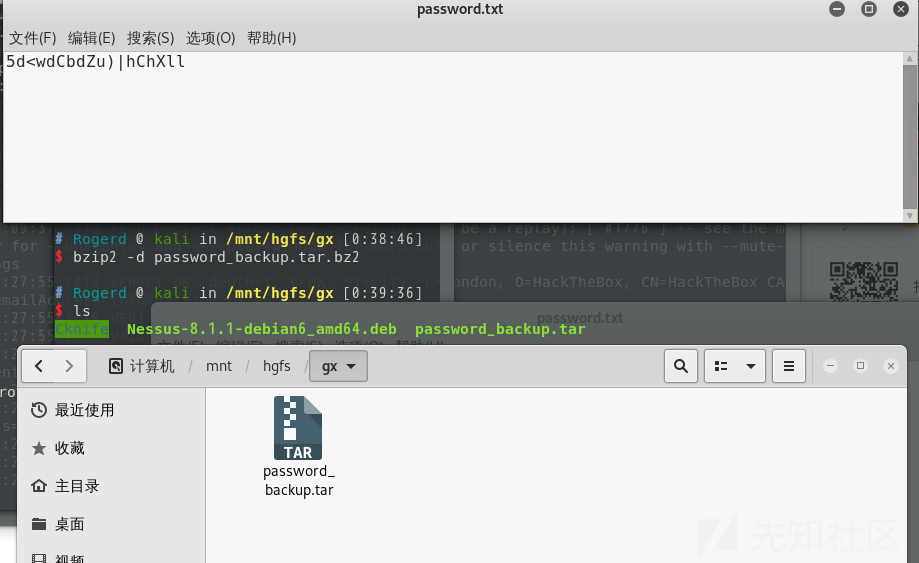 password.txt
文件(F) 编辑(E) 搜索(S) 选项(O) 帮助(H)
5d<wdCbdZu)|hChXll
# Rogerd @ kali in /mnt/hgfs/gx [0:38:46]
be a replay): [ #1776 ] -- see the m
$ bzip2 -d password_backup.tar.bz2
or silence this warning with --mute-
# Rogerd @ kali in /mnt/hgfs/gx [0:39:36]
ondon, O=HackTheBox, CN=HackTheBox CA
$ ls
password.txt
Cknife Nessus-8.1.1-debian6_amd64.deb password_backup.tar
计算机 / mnt / hgfs / gx
最近使用
收藏
主目录
桌面
视频
TAR
password_
backup.tar
先知社区